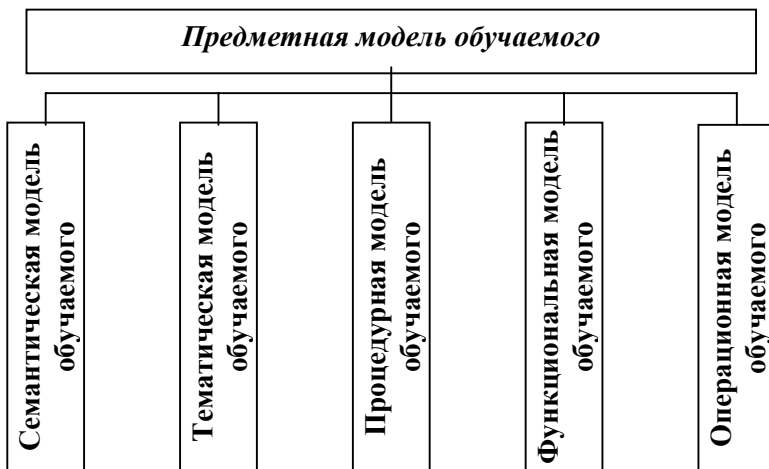 Предметная модель обучаемого
Семантическая модель
обучаемого
Тематическая модель
обучаемого
Процедурная модель
обучаемого
Функциональная модель
обучаемого
Операционная модель
обучаемого